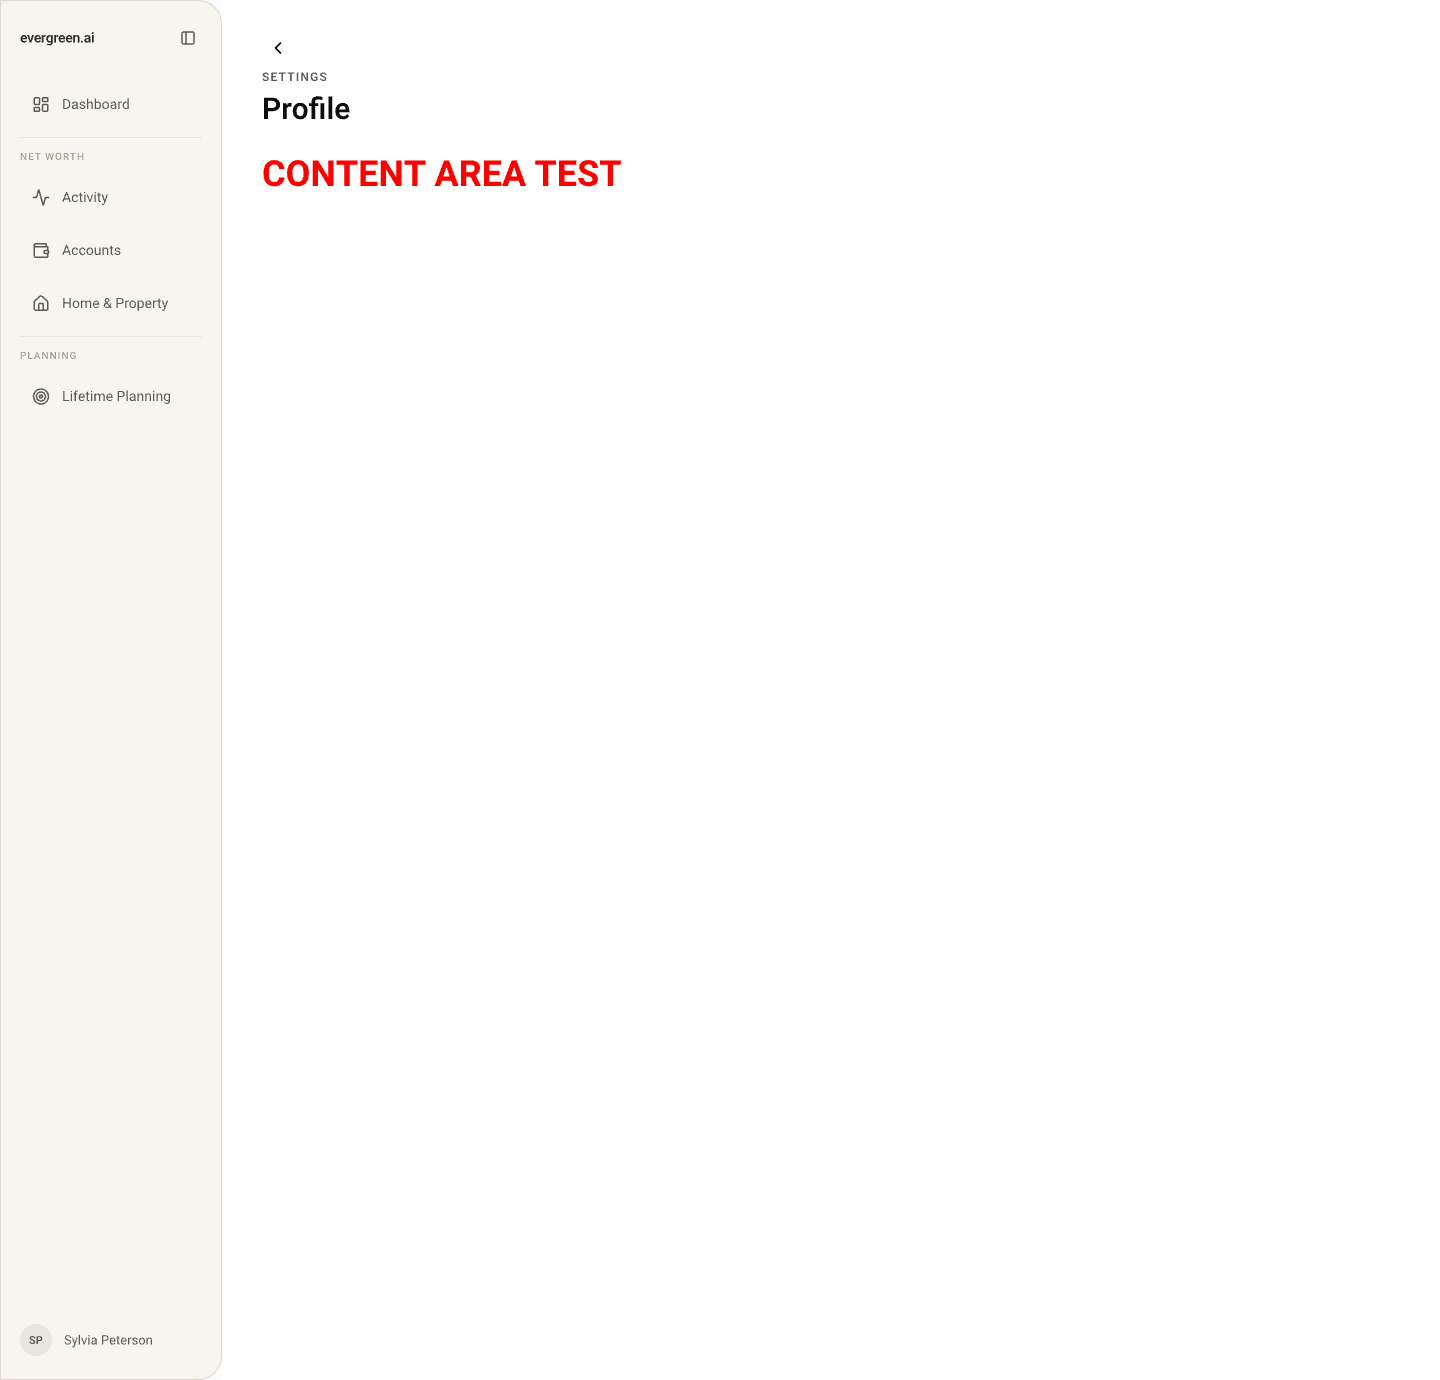 evergreen.ai
Dashboard
NET WORTH
Activity
Accounts
Home & Property
PLANNING
Lifetime Planning
SP
Sylvia Peterson
SETTINGS
Profile
CONTENT AREA TEST